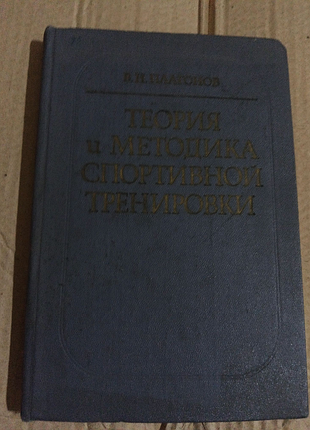 В.Н. ПЛАТОНОВ
ТЕОРИЯ
и МЕТОДИКА
СПОРТИВНОЙ
ТРЕНИРОВКИ